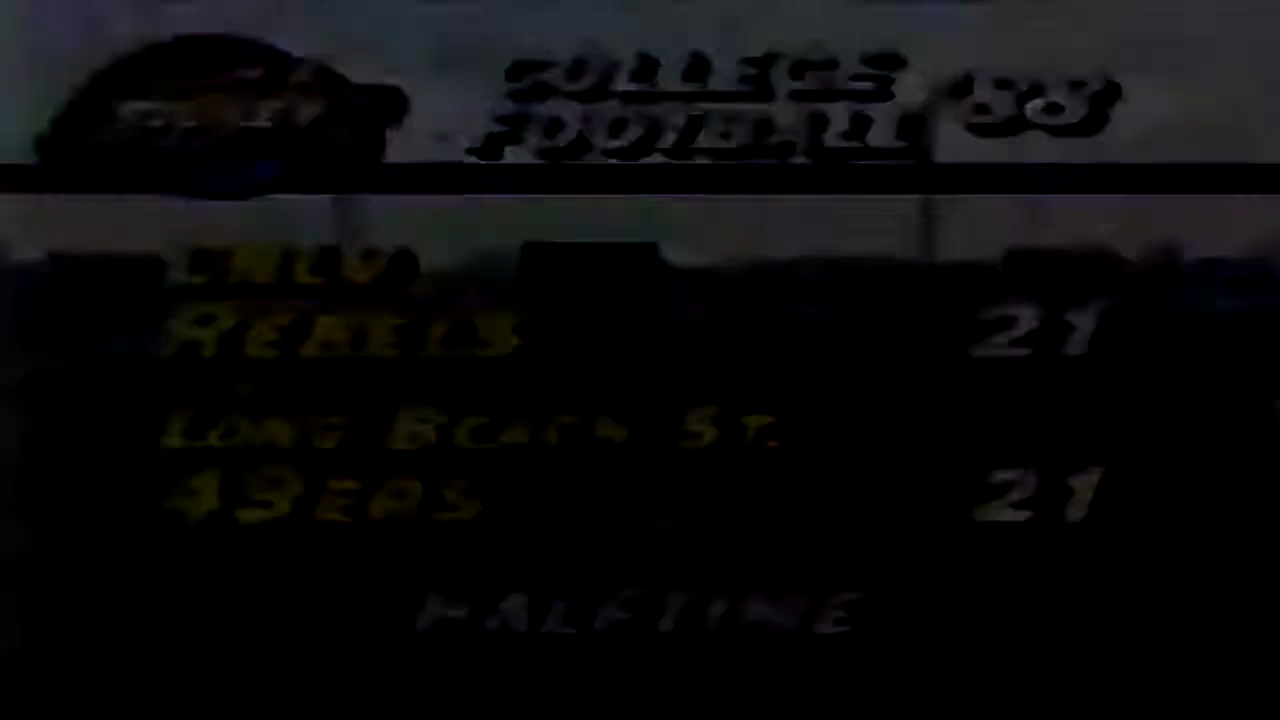 COLLEGE
FOOTBALL '88
UNLV
REBELS 21
LONG BEACH ST.
49ERS 21
HALFTIME